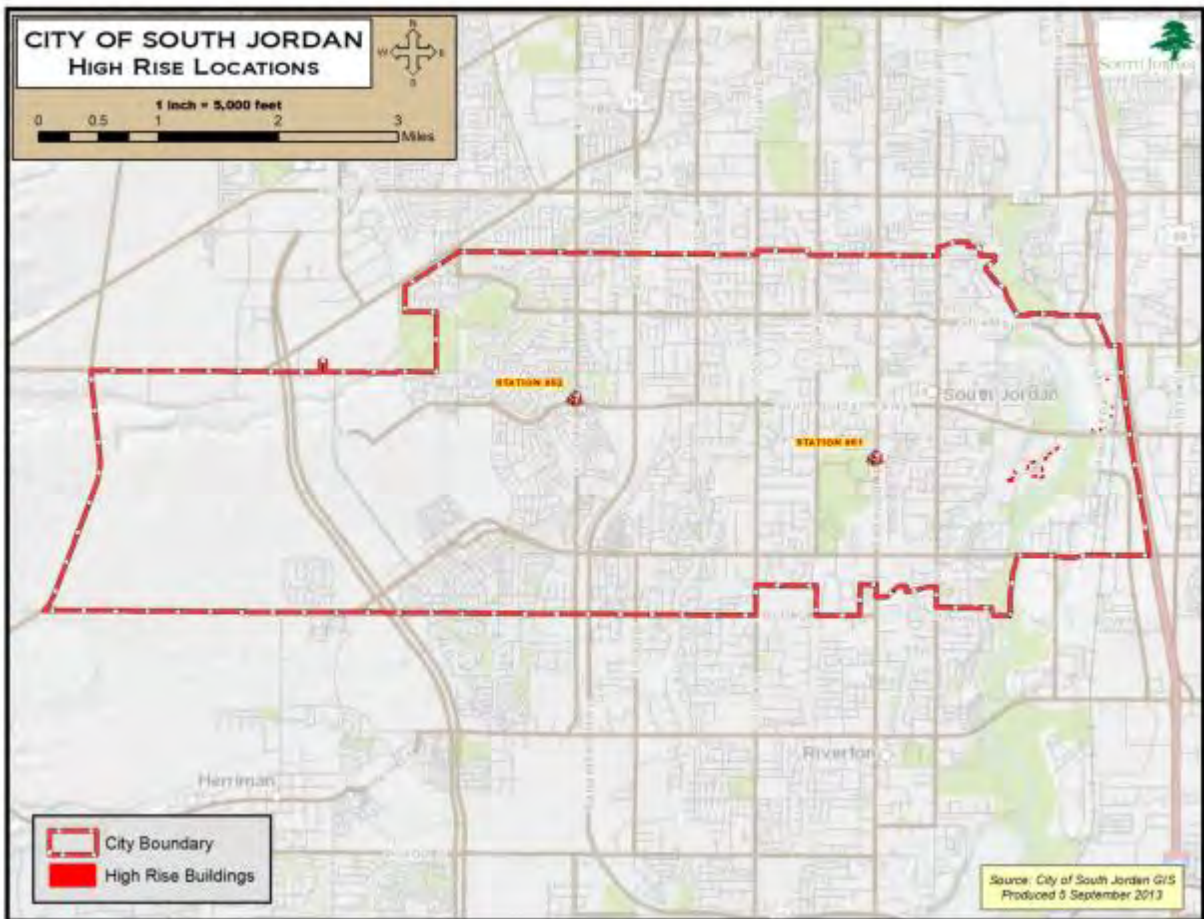 CITY OF SOUTH JORDAN
HIGH RISE LOCATIONS
N
W
E
S
1 inch = 5,000 feet
0 0.5 1 2 3
Miles
South Jordan
STATION #62
South Jordan
STATION #61
Riverton
Herriman
City Boundary
High Rise Buildings
Source: City of South Jordan GIS
Produced 5 September 2013